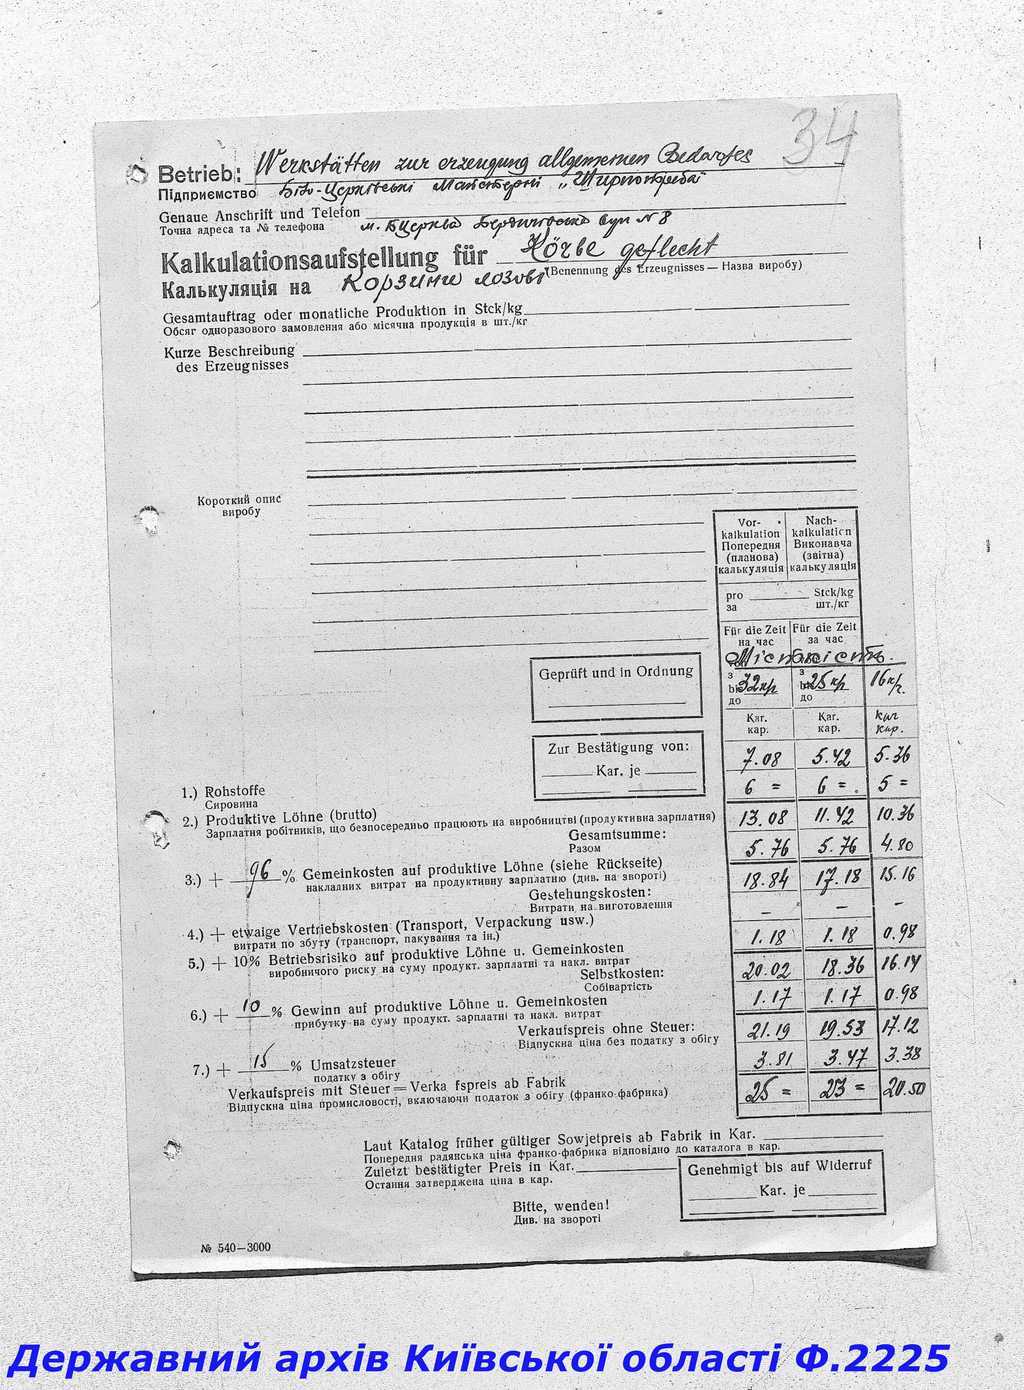 34
Betrieb: Werkstätten zur erzeugung allgemeinen Bedarfes
Підприємство Біло-Церківські Майстерні „Ширпотреба"
Genaue Anschrift und Telefon
Точна адреса та № телефона м. Б Церква Бердичівська вул № 8
Kalkulationsaufstellung für Körbe geflecht
Калькуляція на Корзини лозові (Benennung des Erzeugnisses — Назва виробу)
Gesamtauftrag oder monatliche Produktion in Stck/kg
Обсяг одноразового замовлення або місячна продукція в шт./кг
Kurze Beschreibung
des Erzeugnisses
Короткий опис
виробу
Vor- Nach-
kalkulation kalkulation
Попередня Виконавча
(планова) (звітна)
калькуляція калькуляція
pro Stck/kg
за шт./кг
Für die Zeit Für die Zeit
на час за час
Місткість.
з 32 кр з 25 кр 16 кг.
bis bis
до до
Geprüft und in Ordnung
Kar. Kar. kar
кар. кар. кар.
Zur Bestätigung von:
Kar. je
1.) Rohstoffe 7.08 5.42 5.36
Сировина
2.) Produktive Löhne (brutto) 6 = 6 = 5 =
Зарплатня робітників, що безпосередньо працюють на виробництві (продуктивна зарплатня)
Gesamtsumme: 13.08 11.42 10.36
Разом
3.) + 96 % Gemeinkosten auf produktive Löhne (siehe Rückseite) 5.76 5.76 4.80
накладних витрат на продуктивну зарплатню (див. на звороті)
Gestehungskosten: 18.84 17.18 15.16
Витрати на виготовлення
4.) + etwaige Vertriebskosten (Transport, Verpackung usw.) – – –
витрати по збуту (транспорт, пакування та ін.)
5.) + 10% Betriebsrisiko auf produktive Löhne u. Gemeinkosten 1.18 1.18 0.98
виробничого риску на суму продукт. зарплатні та накл. витрат
Selbstkosten: 20.02 18.36 16.14
Собівартість
6.) + 10 % Gewinn auf produktive Löhne u. Gemeinkosten 1.17 1.17 0.98
прибутку на суму продукт. зарплатні та накл. витрат
Verkaufspreis ohne Steuer: 21.19 19.53 17.12
Відпускна ціна без податку з обігу
7.) + 15 % Umsatzsteuer 3.81 3.47 3.38
податку з обігу
Verkaufspreis mit Steuer = Verka fspreis ab Fabrik 25 = 23 = 20.50
Відпускна ціна промисловості, включаючи податок з обігу (франко-фабрика)
Laut Katalog früher gültiger Sowjetpreis ab Fabrik in Kar.
Попередня радянська ціна франко-фабрика відповідно до каталога в кар.
Zuletzt bestätigter Preis in Kar.
Остання затверджена ціна в кар.
Genehmigt bis auf Widerruf
Kar. je
Bitte, wenden!
Див. на звороті
№ 540—3000
Державний архів Київської області Ф.2225